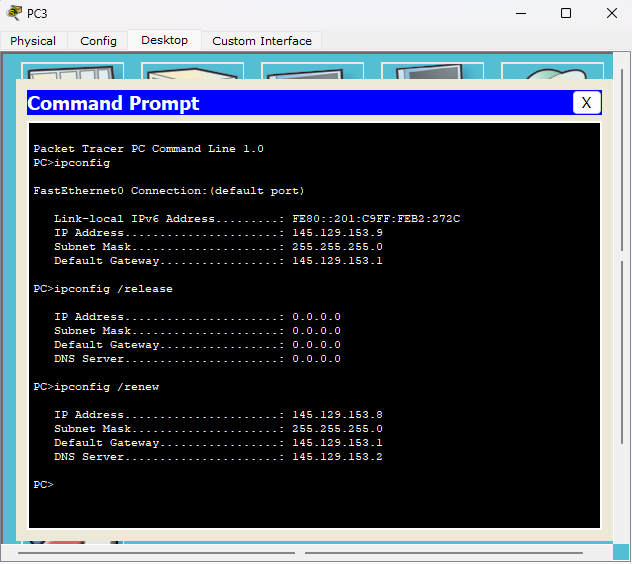 PC3
Physical Config Desktop Custom Interface
Command Prompt X
Packet Tracer PC Command Line 1.0
PC>ipconfig
FastEthernet0 Connection:(default port)
Link-local IPv6 Address.........: FE80::201:C9FF:FEB2:272C
IP Address......................: 145.129.153.9
Subnet Mask.....................: 255.255.255.0
Default Gateway.................: 145.129.153.1
PC>ipconfig /release
IP Address......................: 0.0.0.0
Subnet Mask.....................: 0.0.0.0
Default Gateway.................: 0.0.0.0
DNS Server......................: 0.0.0.0
PC>ipconfig /renew
IP Address......................: 145.129.153.8
Subnet Mask.....................: 255.255.255.0
Default Gateway.................: 145.129.153.1
DNS Server......................: 145.129.153.2
PC>